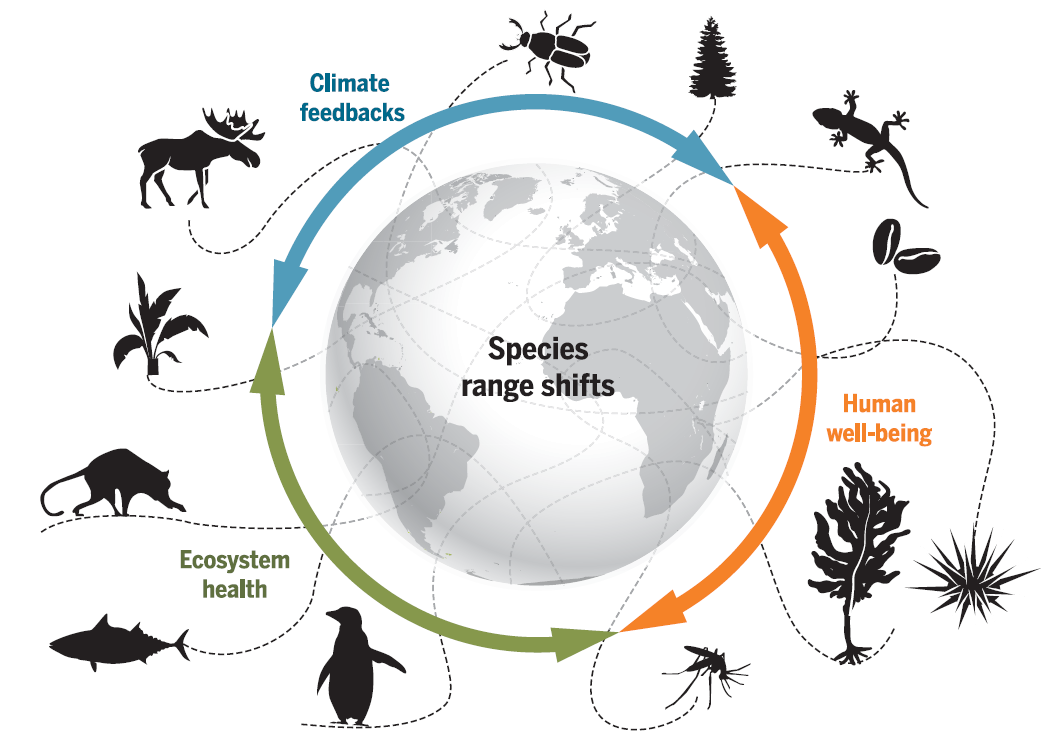 Climate
feedbacks
Species
range shifts
Human
well-being
Ecosystem
health